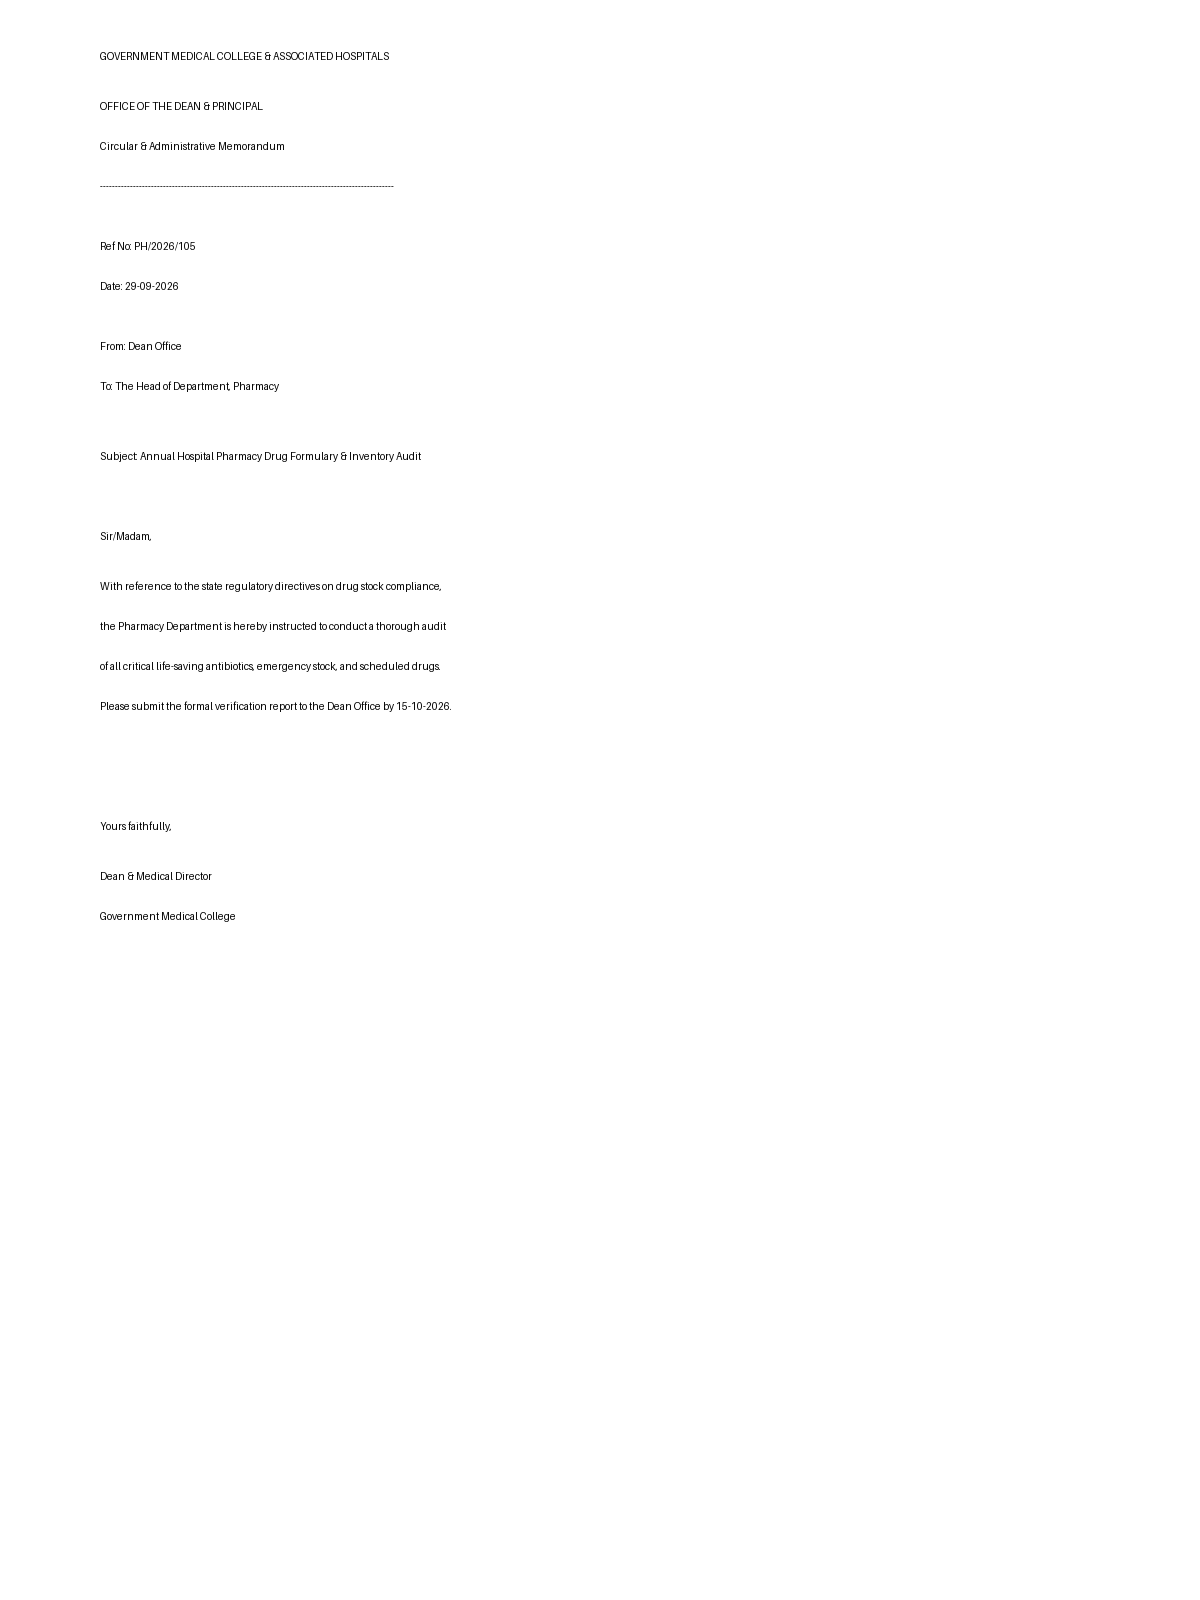 GOVERNMENT MEDICAL COLLEGE & ASSOCIATED HOSPITALS
OFFICE OF THE DEAN & PRINCIPAL
Circular & Administrative Memorandum
--------------------------------------------------------------------------------------------------
Ref No: PH/2026/105
Date: 29-09-2026
From: Dean Office
To: The Head of Department, Pharmacy
Subject: Annual Hospital Pharmacy Drug Formulary & Inventory Audit
Sir/Madam,
With reference to the state regulatory directives on drug stock compliance,
the Pharmacy Department is hereby instructed to conduct a thorough audit
of all critical life-saving antibiotics, emergency stock, and scheduled drugs.
Please submit the formal verification report to the Dean Office by 15-10-2026.
Yours faithfully,
Dean & Medical Director
Government Medical College